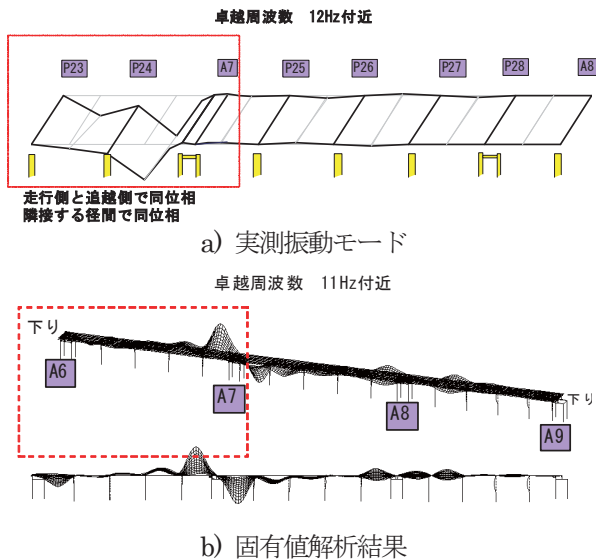 卓越周波数 12Hz付近
P23 P24 A7 P25 P26 P27 P28 A8
走行側と追越側で同位相
隣接する径間で同位相
a) 実測振動モード
卓越周波数 11Hz付近
下り
A6
A7
A8
下り
A9
b) 固有値解析結果